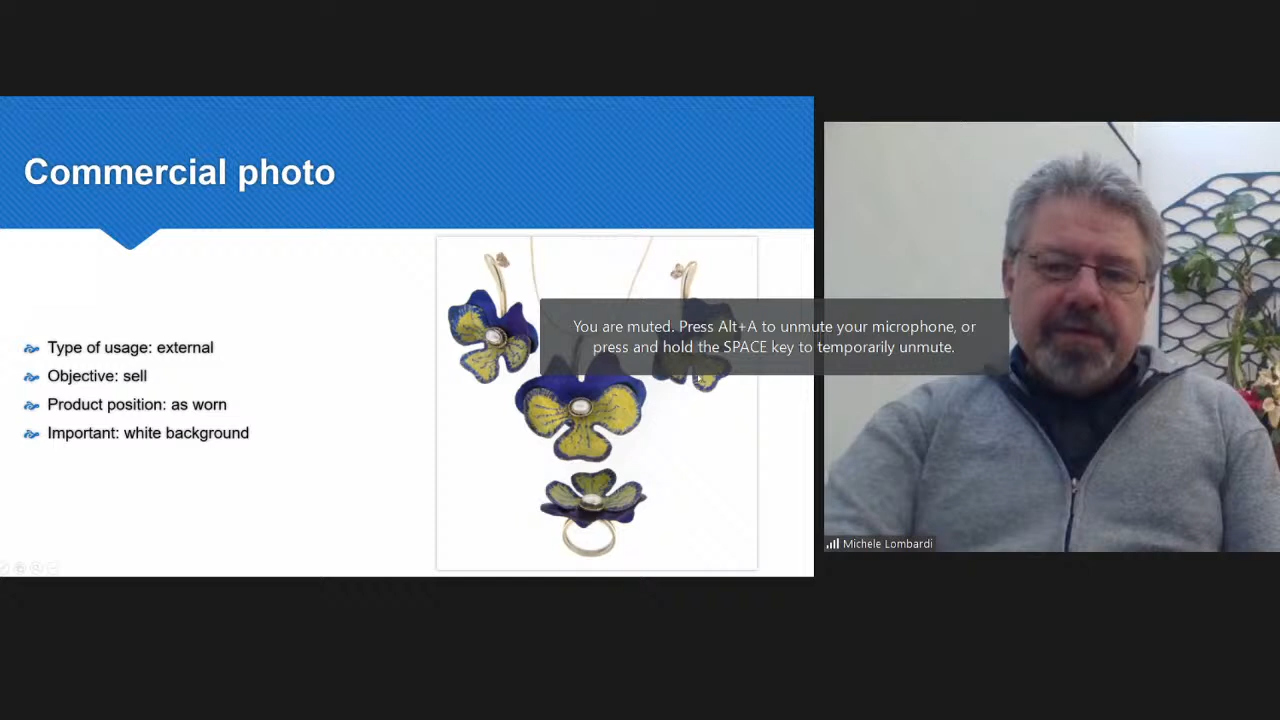 Commercial photo
Type of usage: external
Objective: sell
Product position: as worn
Important: white background
You are muted. Press Alt+A to unmute your microphone, or
press and hold the SPACE key to temporarily unmute.
Michele Lombardi